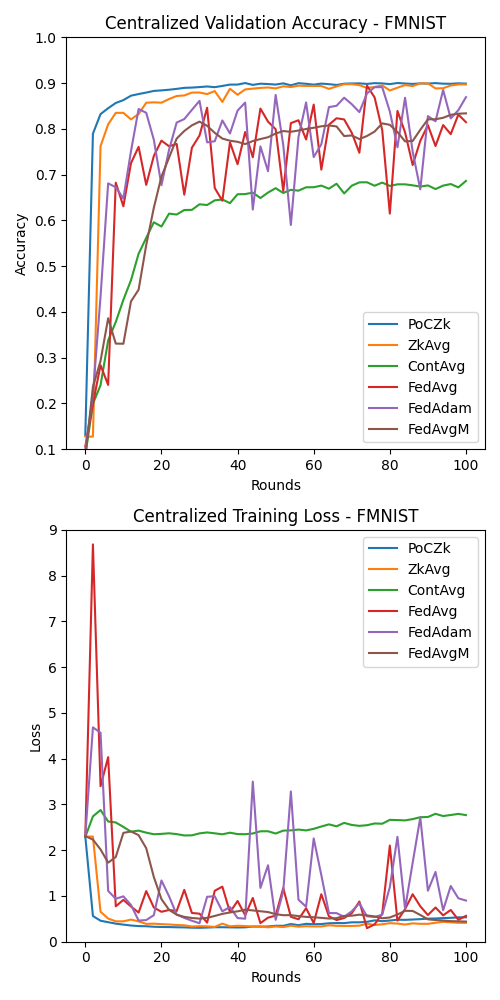 Centralized Validation Accuracy - FMNIST
1.0
0.9
0.8
0.7
0.6
0.5
0.4
0.3
0.2
0.1
Accuracy
PoCZk
ZkAvg
ContAvg
FedAvg
FedAdam
FedAvgM
0 20 40 60 80 100
Rounds
Centralized Training Loss - FMNIST
9
8
7
6
5
4
3
2
1
0
Loss
PoCZk
ZkAvg
ContAvg
FedAvg
FedAdam
FedAvgM
0 20 40 60 80 100
Rounds